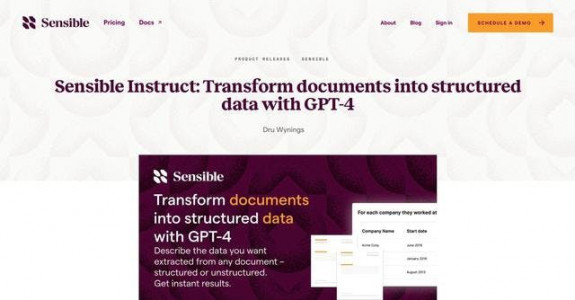 Sensible Pricing Docs ↗ About Blog Sign in SCHEDULE A DEMO →
PRODUCT RELEASES SENSIBLE
Sensible Instruct: Transform documents into structured
data with GPT-4
Dru Wynings
Sensible
Transform documents
into structured data
with GPT-4
Describe the data you want
extracted from any document –
structured or unstructured.
Get instant results.
For each company they worked at
Company Name Start date
Acme Corp June 2019
January 2016
August 2013